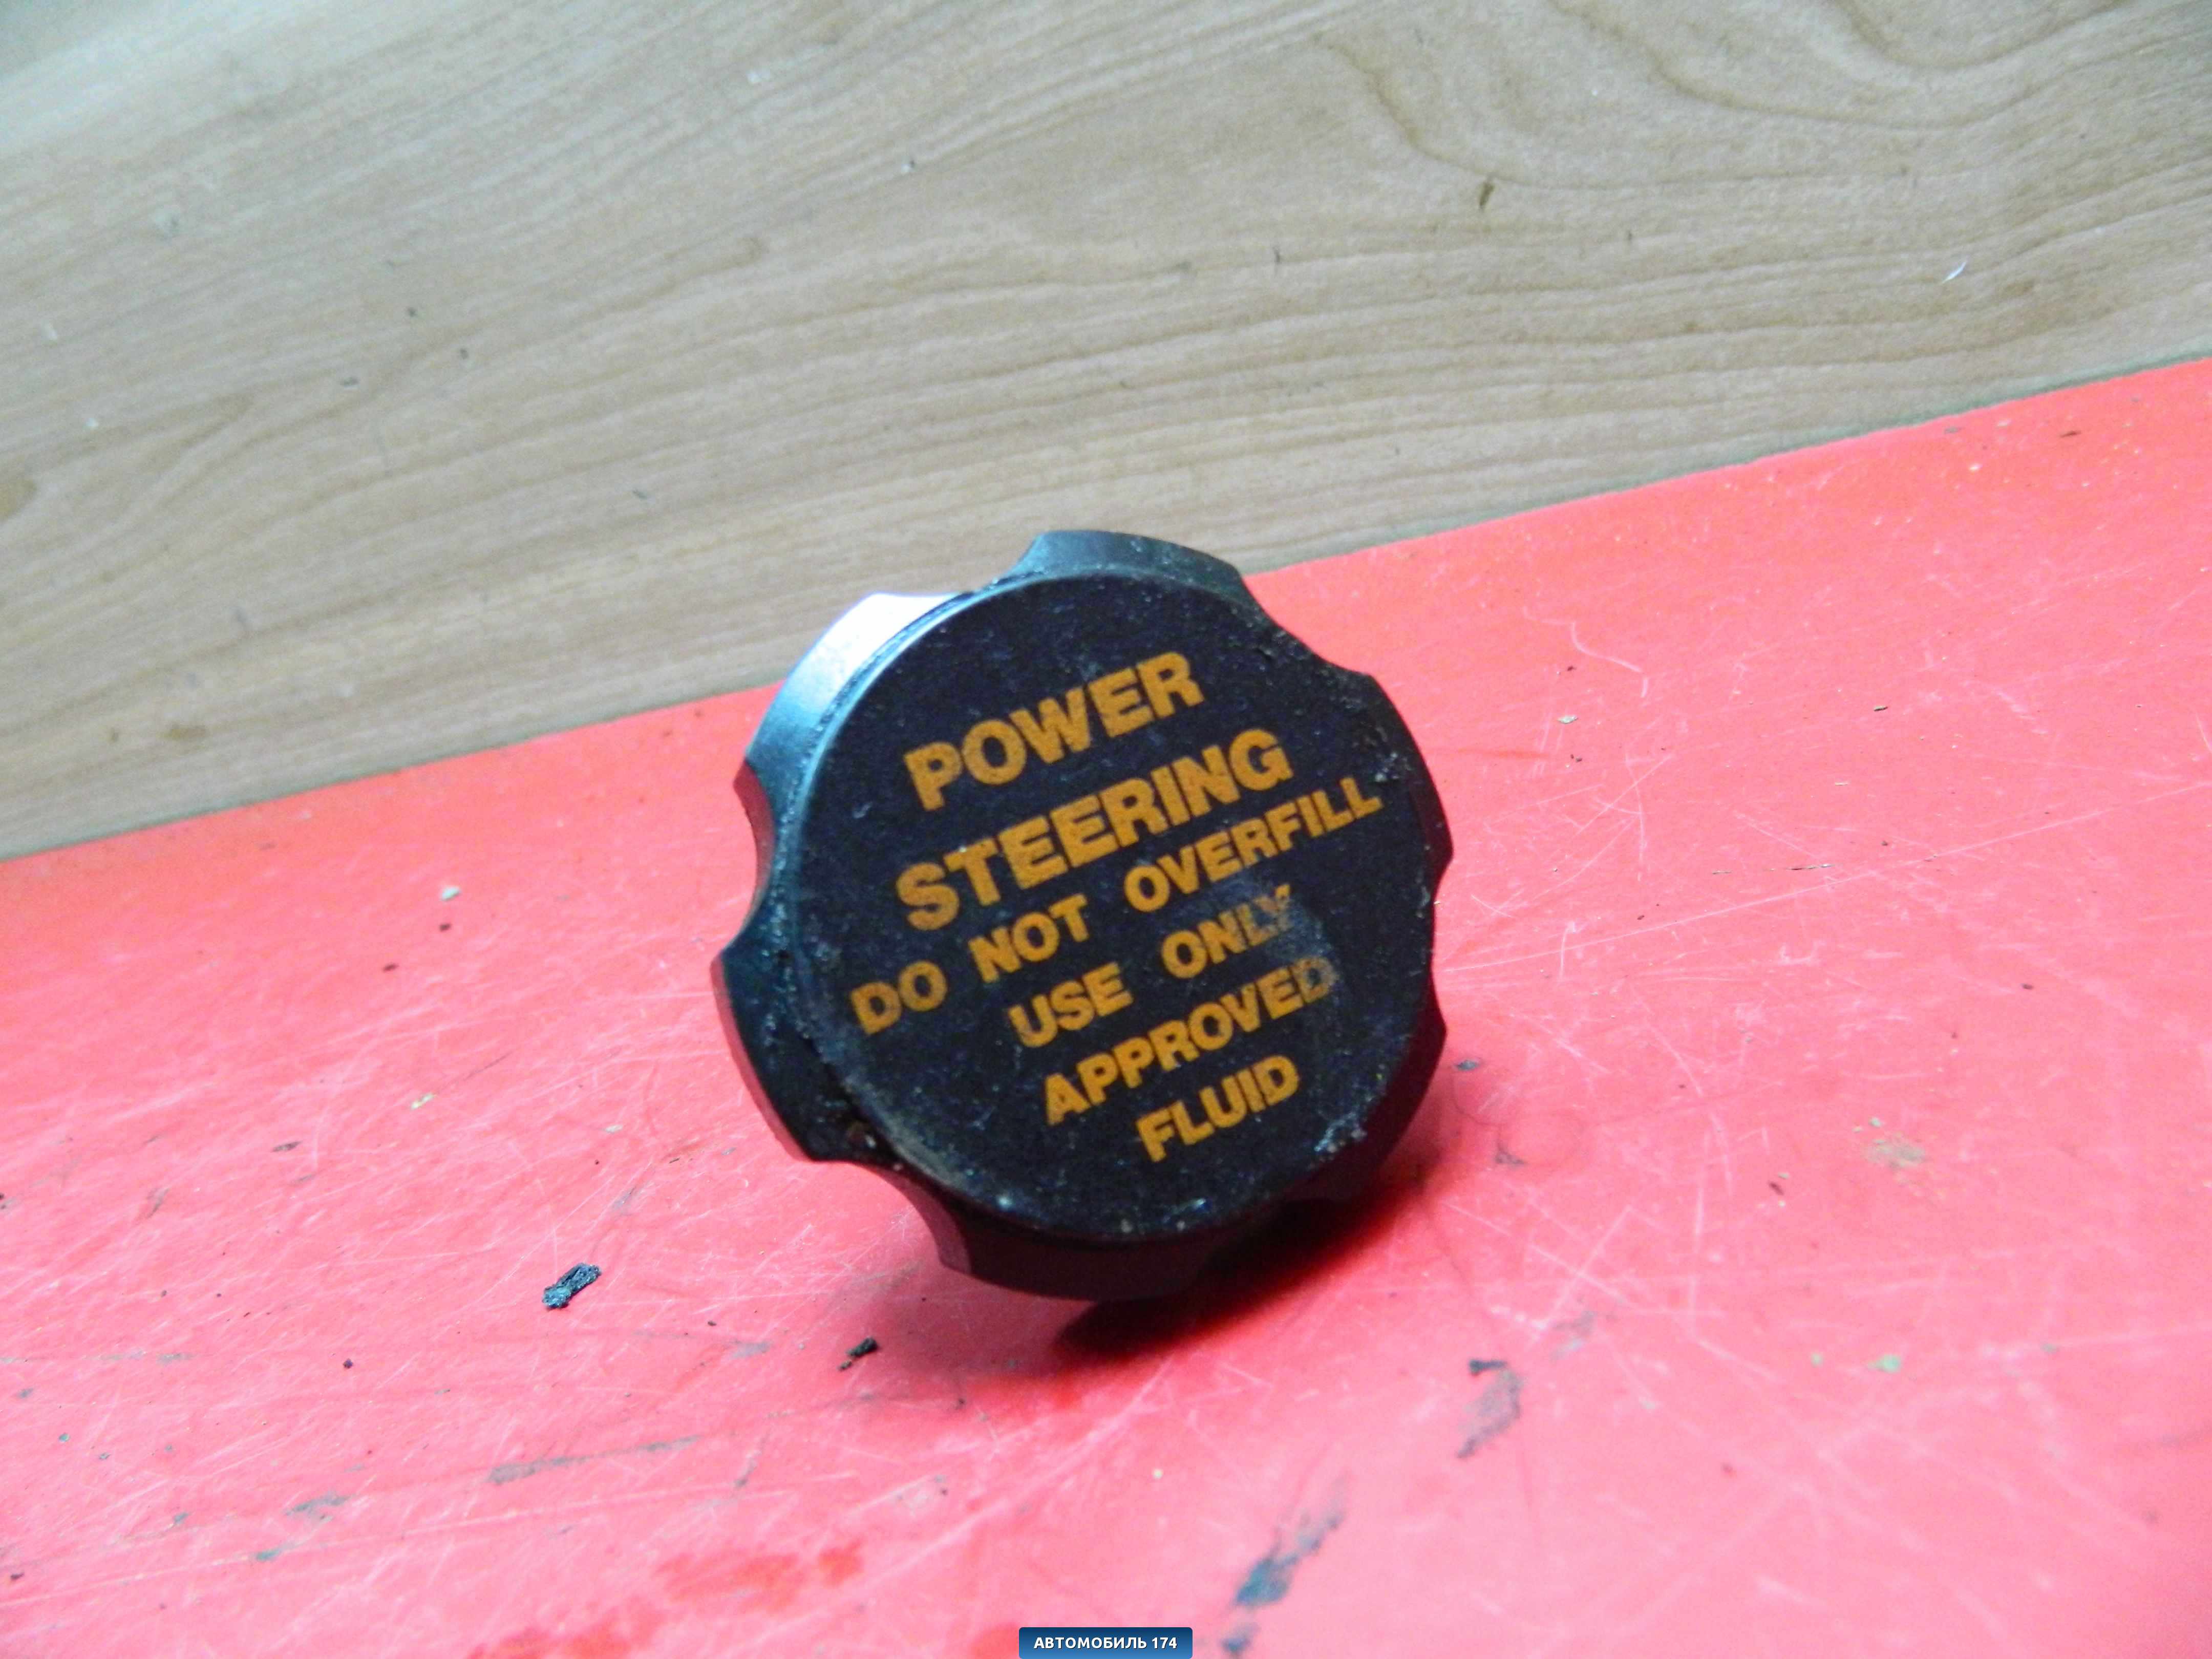 POWER
STEERING
DO NOT OVERFILL
USE ONLY
APPROVED
FLUID
АВТОМОБИЛЬ 174